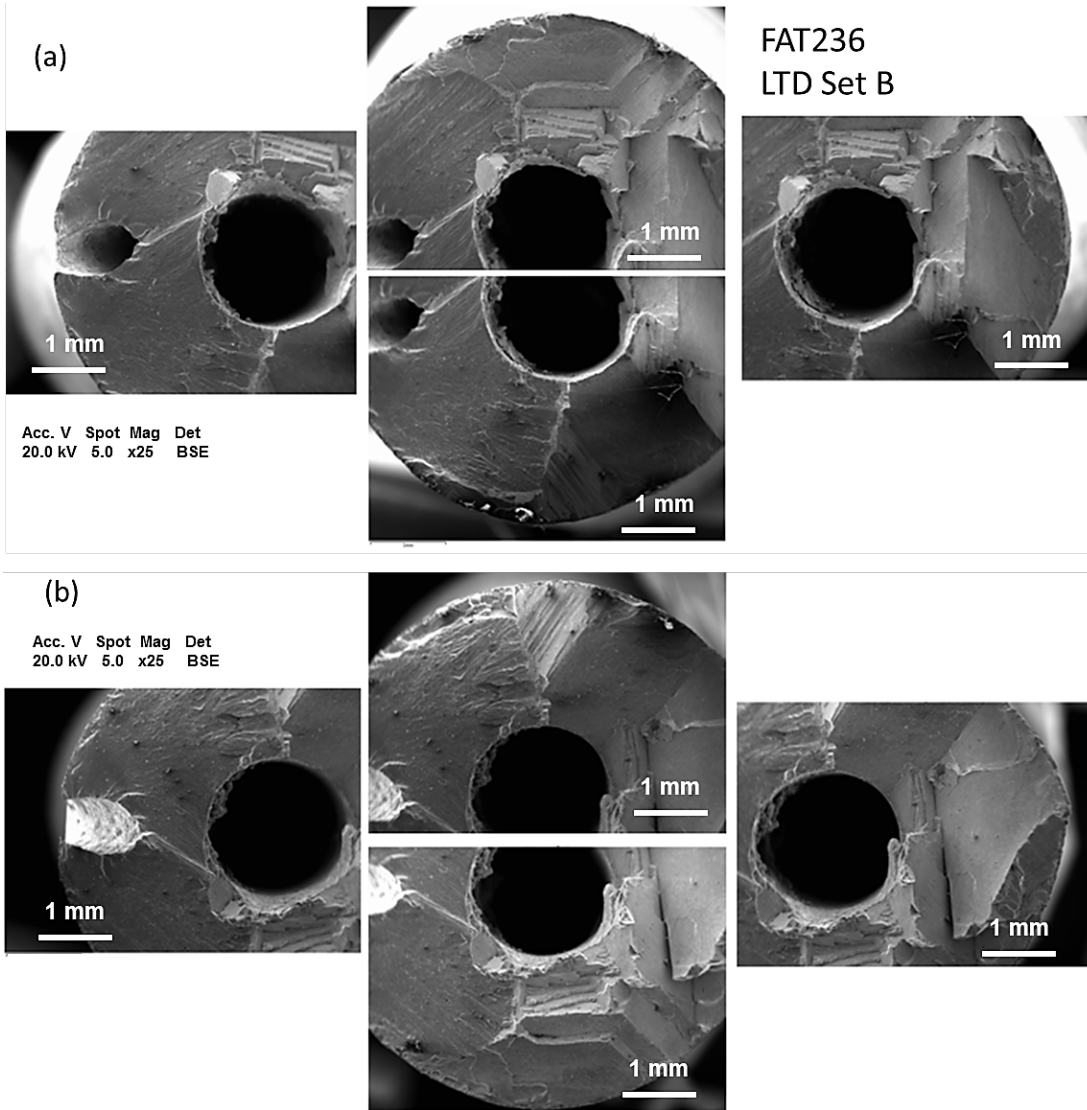 (a)
FAT236
LTD Set B
1 mm
1 mm
1 mm
1 mm
Acc. V Spot Mag Det
20.0 kV 5.0 x25 BSE
(b)
Acc. V Spot Mag Det
20.0 kV 5.0 x25 BSE
1 mm
1 mm
1 mm
1 mm